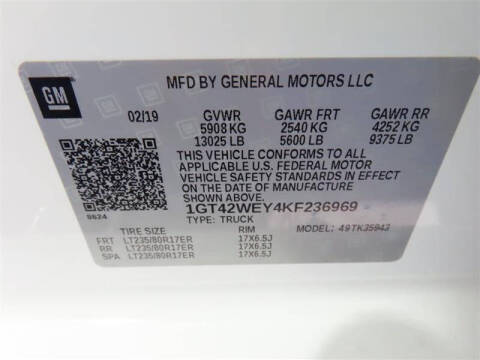 GM
MFD BY GENERAL MOTORS LLC
02/19 GVWR GAWR FRT GAWR RR
5908 KG 2540 KG 4252 KG
13025 LB 5600 LB 9375 LB
THIS VEHICLE CONFORMS TO ALL
APPLICABLE U.S. FEDERAL MOTOR
VEHICLE SAFETY STANDARDS IN
EFFECT ON THE DATE OF MANUFACTURE
SHOWN ABOVE.
1GT42WEY4KF236969
8624 TYPE: TRUCK MODEL: 49TK35943
TIRE SIZE RIM
FRT LT235/80R17ER 17X6.5J
RR LT235/80R17ER 17X6.5J
SPA LT235/80R17ER 17X6.5J